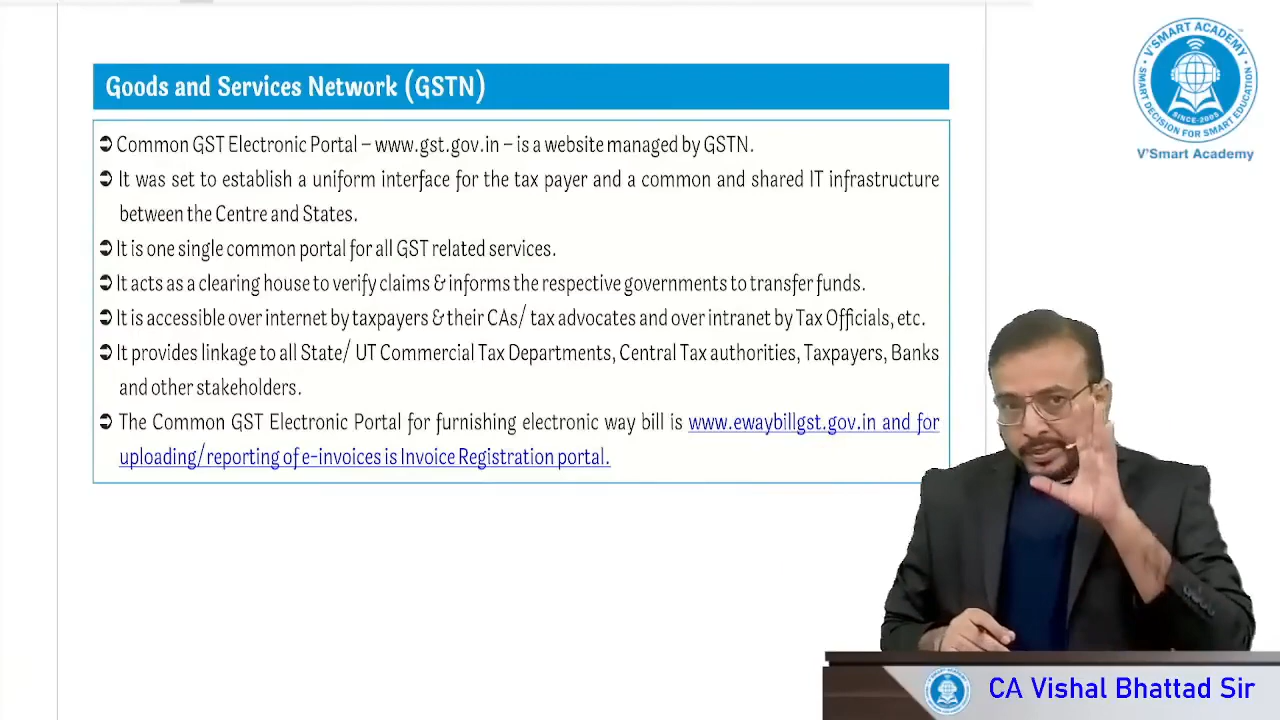 Goods and Services Network (GSTN)
➲ Common GST Electronic Portal – www.gst.gov.in – is a website managed by GSTN.
➲ It was set to establish a uniform interface for the tax payer and a common and shared IT infrastructure
between the Centre and States.
➲ It is one single common portal for all GST related services.
➲ It acts as a clearing house to verify claims & informs the respective governments to transfer funds.
➲ It is accessible over internet by taxpayers & their CAs/ tax advocates and over intranet by Tax Officials, etc.
➲ It provides linkage to all State/ UT Commercial Tax Departments, Central Tax authorities, Taxpayers, Banks
and other stakeholders.
➲ The Common GST Electronic Portal for furnishing electronic way bill is www.ewaybillgst.gov.in and for
uploading/reporting of e-invoices is Invoice Registration portal.
V'SMART ACADEMY
SMART DECISION FOR SMART EDUCATION
SINCE-2005
V'Smart Academy
CA Vishal Bhattad Sir